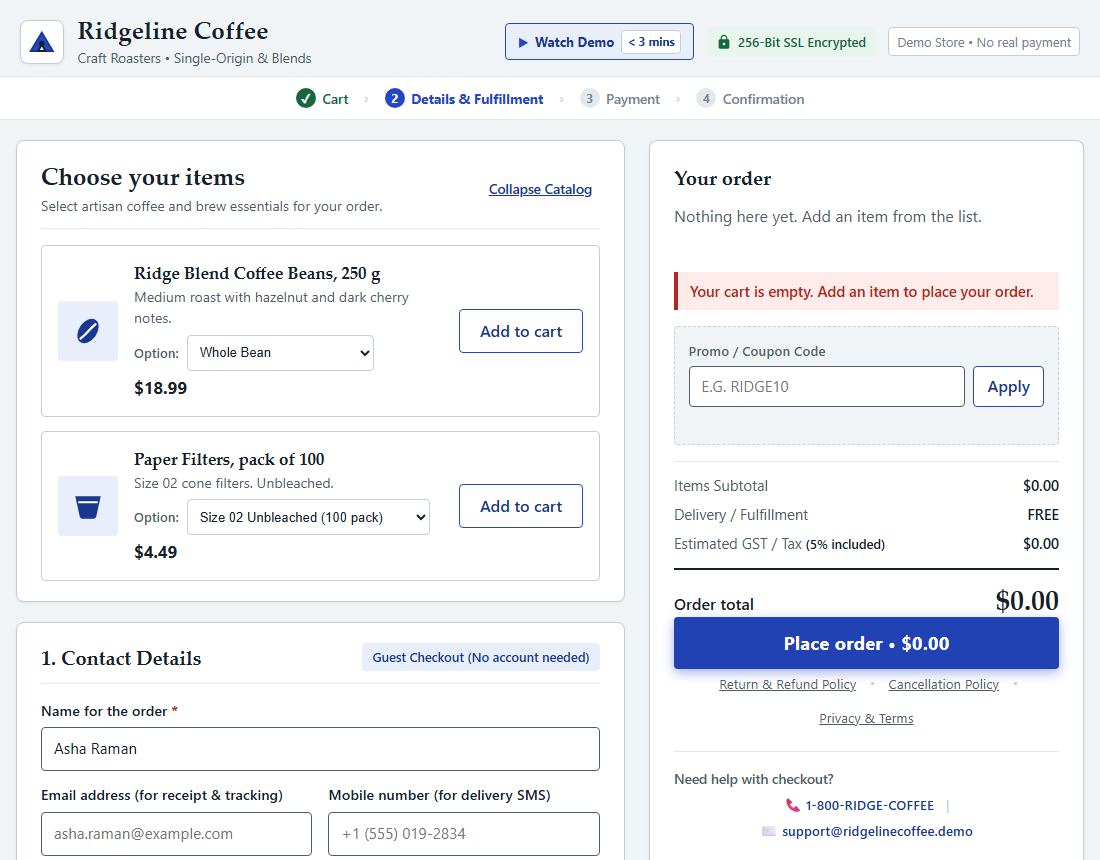 Ridgeline Coffee
Craft Roasters • Single-Origin & Blends
▶ Watch Demo < 3 mins
256-Bit SSL Encrypted
Demo Store • No real payment
✓ Cart › 2 Details & Fulfillment › 3 Payment › 4 Confirmation
Choose your items
Select artisan coffee and brew essentials for your order.
Collapse Catalog
Ridge Blend Coffee Beans, 250 g
Medium roast with hazelnut and dark cherry
notes.
Option: Whole Bean
$18.99
Add to cart
Paper Filters, pack of 100
Size 02 cone filters. Unbleached.
Option: Size 02 Unbleached (100 pack)
$4.49
Add to cart
1. Contact Details
Guest Checkout (No account needed)
Name for the order *
Asha Raman
Email address (for receipt & tracking)
asha.raman@example.com
Mobile number (for delivery SMS)
+1 (555) 019-2834
Your order
Nothing here yet. Add an item from the list.
Your cart is empty. Add an item to place your order.
Promo / Coupon Code
E.G. RIDGE10
Apply
Items Subtotal $0.00
Delivery / Fulfillment FREE
Estimated GST / Tax (5% included) $0.00
Order total $0.00
Place order • $0.00
Return & Refund Policy • Cancellation Policy •
Privacy & Terms
Need help with checkout?
1-800-RIDGE-COFFEE |
support@ridgelinecoffee.demo